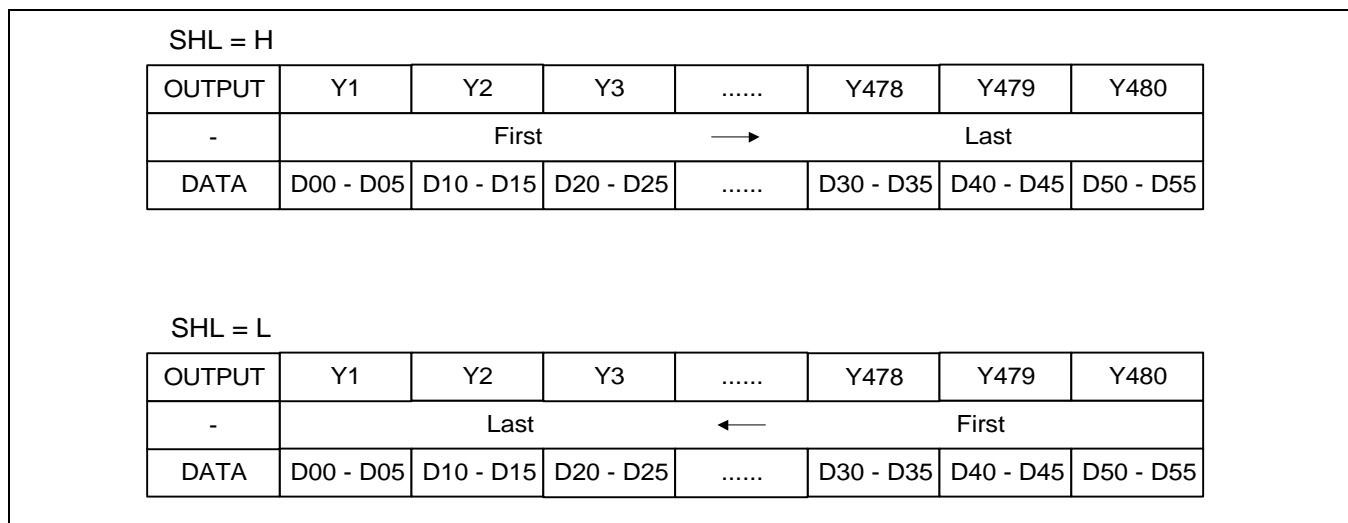 SHL = H
OUTPUT Y1 Y2 Y3 ...... Y478 Y479 Y480
- First Last
DATA D00 - D05 D10 - D15 D20 - D25 ...... D30 - D35 D40 - D45 D50 - D55
SHL = L
OUTPUT Y1 Y2 Y3 ...... Y478 Y479 Y480
- Last First
DATA D00 - D05 D10 - D15 D20 - D25 ...... D30 - D35 D40 - D45 D50 - D55